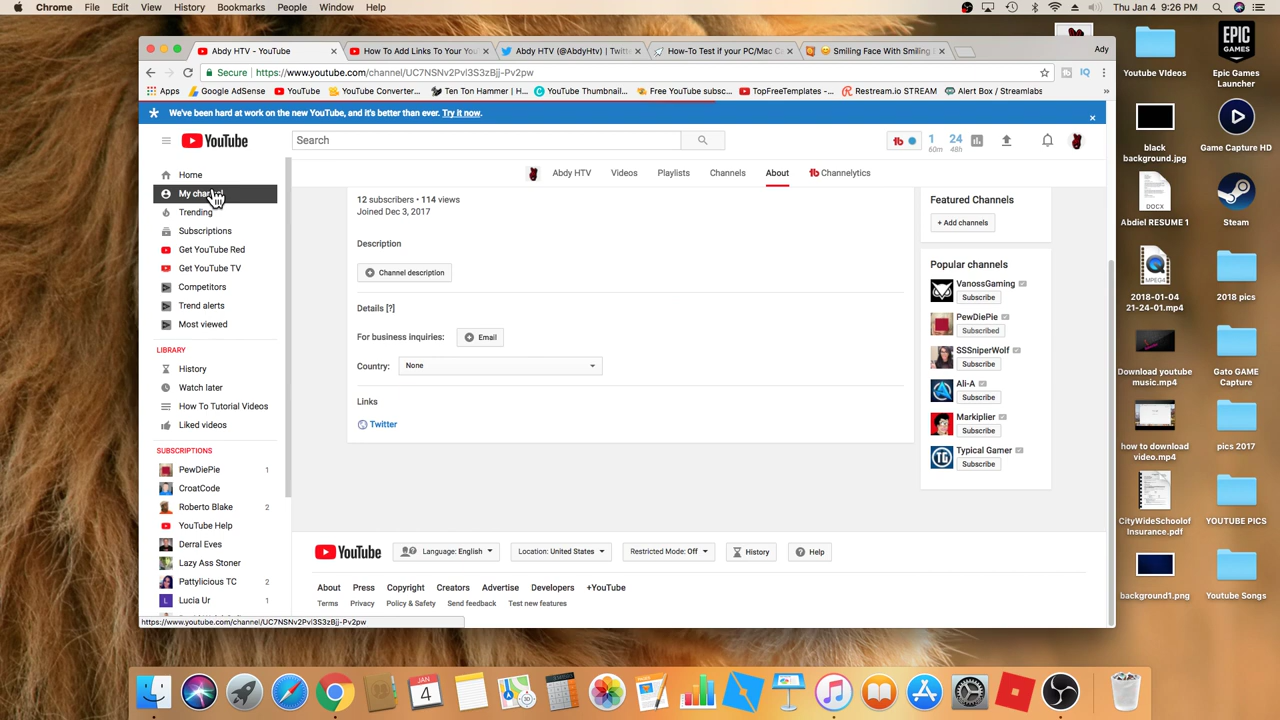 Chrome File Edit View History Bookmarks People Window Help
Thu Jan 4 9:26 PM
Abdy HTV - YouTube
How To Add Links To Your You
Abdy HTV (@AbdyHtv) | Twitt
How-To Test if your PC/Mac C
Smiling Face With Smiling
Ady
Secure https://www.youtube.com/channel/UC7NSNv2Pvl3S3zBjj-Pv2pw
Apps
Google AdSense
YouTube
YouTube Converter...
Ten Ton Hammer | H...
YouTube Thumbnail...
Free YouTube subsc...
TopFreeTemplates -...
Restream.io STREAM
Alert Box / Streamlabs
We've been hard at work on the new YouTube, and it's better than ever. Try it now.
YouTube
Search
tb
1
60m
24
48h
Home
My channel
Trending
Subscriptions
Get YouTube Red
Get YouTube TV
Competitors
Trend alerts
Most viewed
LIBRARY
History
Watch later
How To Tutorial Videos
Liked videos
SUBSCRIPTIONS
PewDiePie 1
CroatCode
Roberto Blake 2
YouTube Help
Derral Eves
Lazy Ass Stoner
Pattylicious TC 2
Lucia Ur 1
https://www.youtube.com/channel/UC7NSNv2Pvl3S3zBjj-Pv2pw
Abdy HTV Videos Playlists Channels About Channelytics
12 subscribers • 114 views
Joined Dec 3, 2017
Description
Channel description
Details [?]
For business inquiries: Email
Country: None
Links
Twitter
Featured Channels
+ Add channels
Popular channels
VanossGaming
Subscribe
PewDiePie
Subscribed
SSSniperWolf
Subscribe
Ali-A
Subscribe
Markiplier
Subscribe
Typical Gamer
Subscribe
YouTube
Language: English
Location: United States
Restricted Mode: Off
History
Help
About Press Copyright Creators Advertise Developers +YouTube
Terms Privacy Policy & Safety Send feedback Test new features
Youtube VIdeos
Epic Games
Launcher
black
background.jpg
Game Capture HD
DOCX
Abdiel RESUME 1
Steam
MPEG4
2018-01-04
21-24-01.mp4
2018 pics
Download youtube
music.mp4
Gato GAME
Capture
how to download
video.mp4
pics 2017
CityWideSchoolof
Insurance.pdf
YOUTUBE PICS
background1.png
Youtube Songs
JAN
4